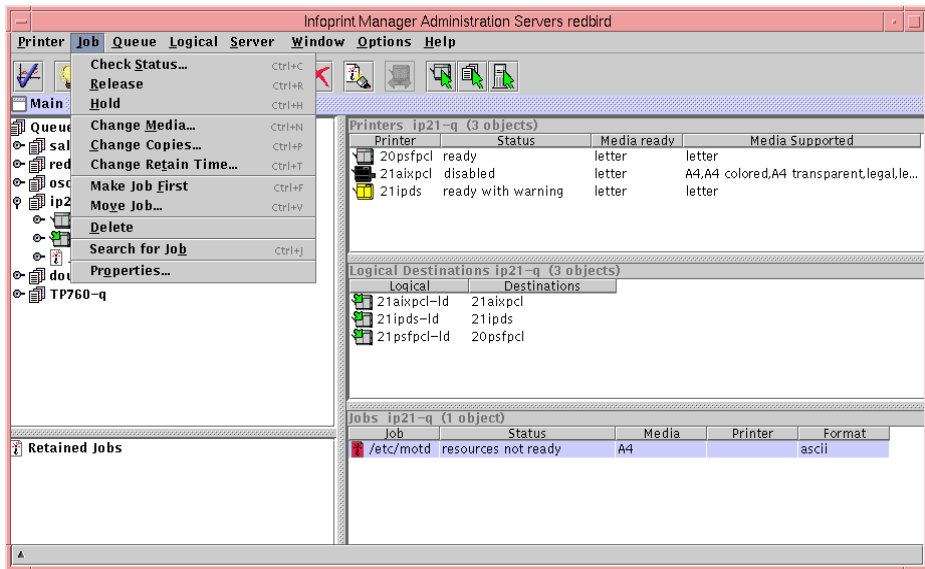 Infoprint Manager Administration Servers redbird
Printer Job Queue Logical Server Window Options Help
Check Status... Ctrl+C
Release Ctrl+R
Hold Ctrl+H
Change Media... Ctrl+N
Change Copies... Ctrl+P
Change Retain Time... Ctrl+T
Make Job First Ctrl+F
Move Job... Ctrl+V
Delete
Search for Job Ctrl+J
Properties...
Main
Queue
sal
red
osc
ip2
dou
TP760-q
Retained Jobs
Printers ip21-q (3 objects)
Printer Status Media ready Media Supported
20psfpcl ready letter letter
21aixpcl disabled letter A4,A4 colored,A4 transparent,legal,le...
21ipds ready with warning letter letter
Logical Destinations ip21-q (3 objects)
Logical Destinations
21aixpcl-ld 21aixpcl
21ipds-ld 21ipds
21psfpcl-ld 20psfpcl
Jobs ip21-q (1 object)
Job Status Media Printer Format
/etc/motd resources not ready A4 ascii